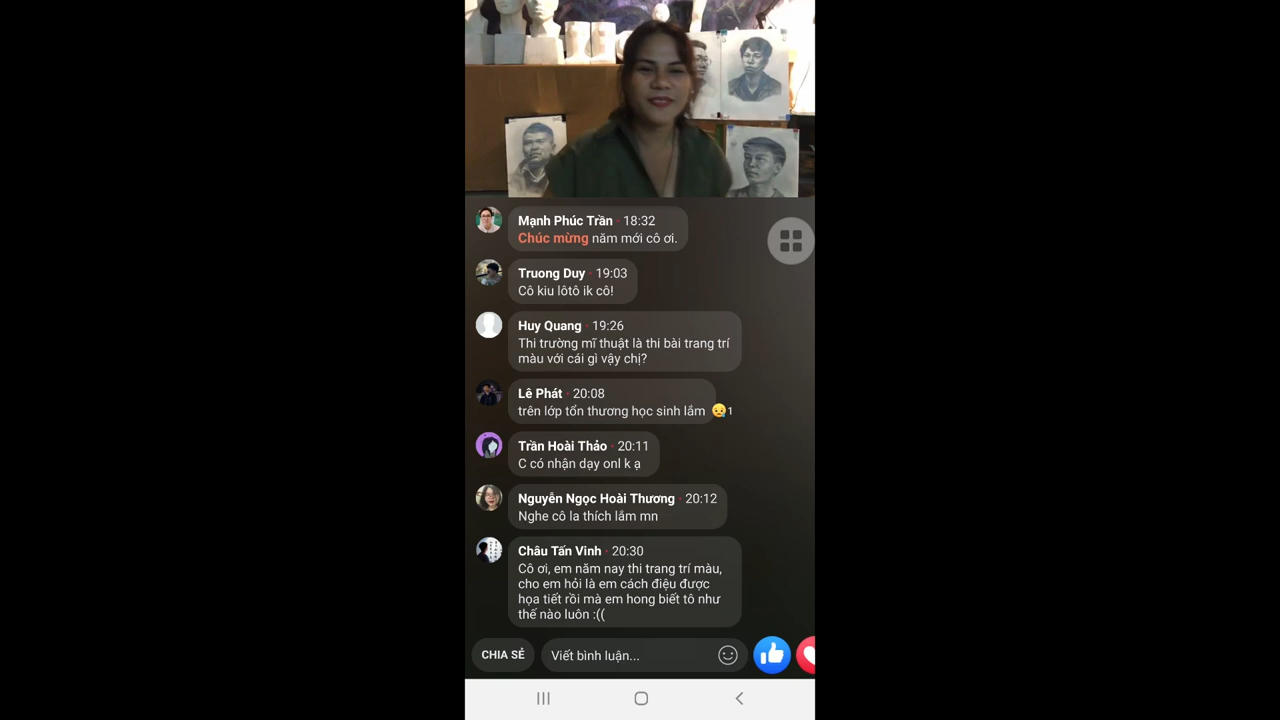 Mạnh Phúc Trần · 18:32
Chúc mừng năm mới cô ơi.
Truong Duy · 19:03
Cô kiu lôtô ik cô!
Huy Quang · 19:26
Thi trường mĩ thuật là thi bài trang trí
màu với cái gì vậy chị?
Lê Phát · 20:08
trên lớp tổn thương học sinh lắm 😢1
Trần Hoài Thảo · 20:11
C có nhận dạy onl k ạ
Nguyễn Ngọc Hoài Thương · 20:12
Nghe cô la thích lắm mn
Châu Tấn Vinh · 20:30
Cô ơi, em năm nay thi trang trí màu,
cho em hỏi là em cách điệu được
họa tiết rồi mà em hong biết tô như
thế nào luôn :((
CHIA SẺ Viết bình luận...